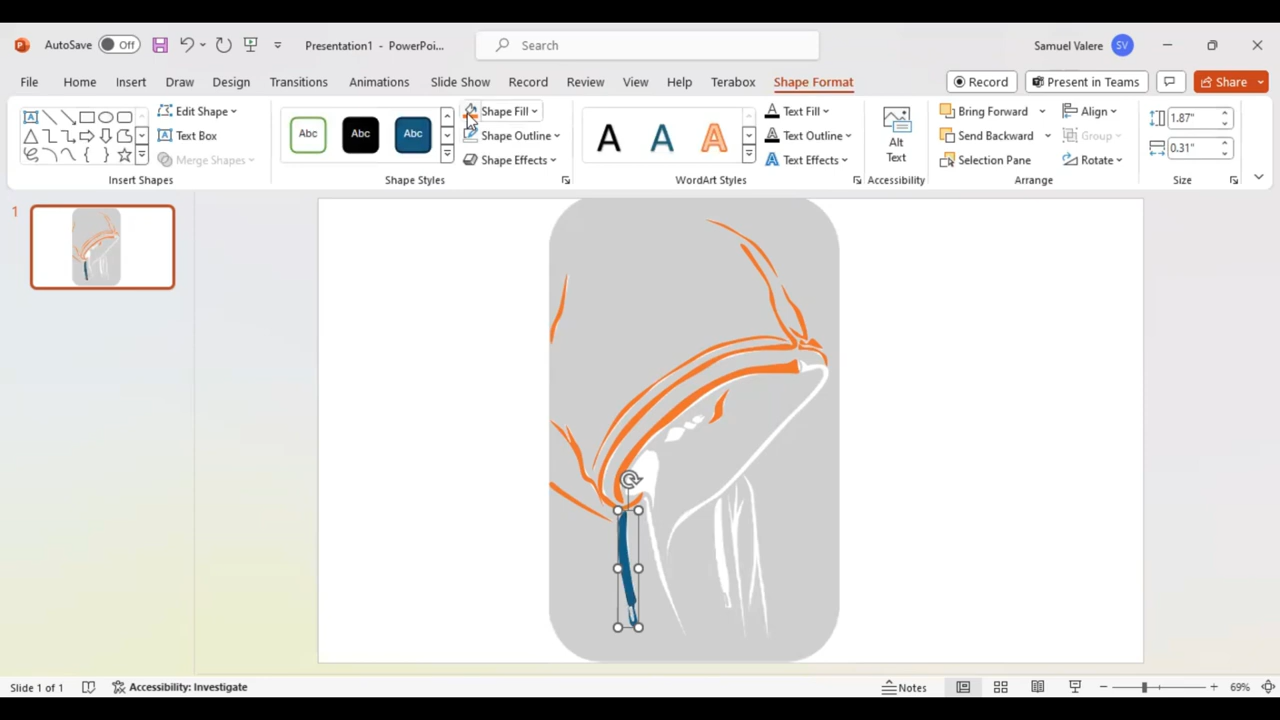 AutoSave Off Presentation1 - PowerPoi... Search Samuel Valere SV
File Home Insert Draw Design Transitions Animations Slide Show Record Review View Help Terabox Shape Format Record Present in Teams Share
Edit Shape Abc Abc Abc Shape Fill A A A Text Fill Bring Forward Align 1.87"
Text Box Shape Outline Text Outline Alt Text Send Backward Group 0.31"
Merge Shapes Shape Effects Text Effects Selection Pane Rotate
Insert Shapes Shape Styles WordArt Styles Accessibility Arrange Size
1
Slide 1 of 1 Accessibility: Investigate Notes 69%